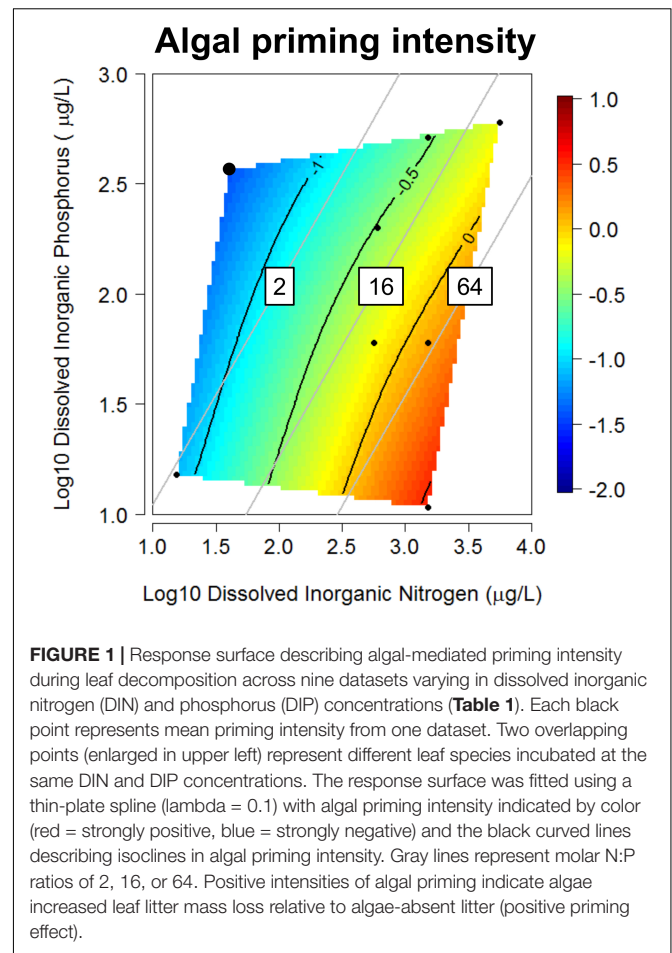 Algal priming intensity
Log10 Dissolved Inorganic Phosphorus ( µg/L)
3.0
2.5
2.0
1.5
1.0
1.0
1.5
2.0
2.5
3.0
3.5
4.0
Log10 Dissolved Inorganic Nitrogen (µg/L)
-1
-0.5
0
2
16
64
1.0
0.5
0.0
-0.5
-1.0
-1.5
-2.0
FIGURE 1 | Response surface describing algal-mediated priming intensity
during leaf decomposition across nine datasets varying in dissolved inorganic
nitrogen (DIN) and phosphorus (DIP) concentrations (Table 1). Each black
point represents mean priming intensity from one dataset. Two overlapping
points (enlarged in upper left) represent different leaf species incubated at the
same DIN and DIP concentrations. The response surface was fitted using a
thin-plate spline (lambda = 0.1) with algal priming intensity indicated by color
(red = strongly positive, blue = strongly negative) and the black curved lines
describing isoclines in algal priming intensity. Gray lines represent molar N:P
ratios of 2, 16, or 64. Positive intensities of algal priming indicate algae
increased leaf litter mass loss relative to algae-absent litter (positive priming
effect).